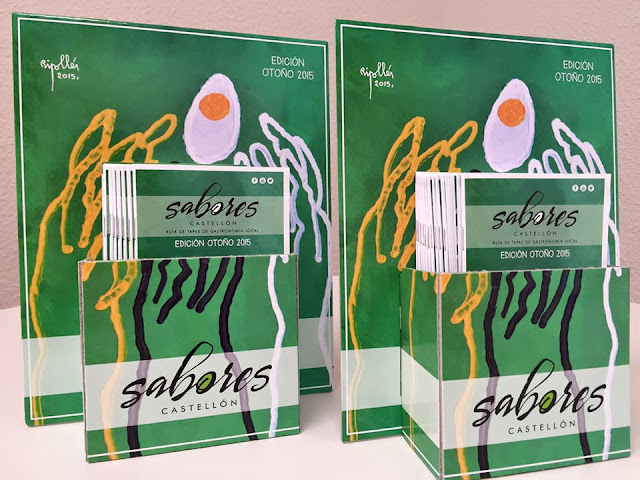 Ripollés
2015.
EDICIÓN
OTOÑO 2015
sabores
CASTELLÓN
RUTA DE TAPAS DE GASTRONOMÍA LOCAL
EDICIÓN OTOÑO 2015
sabores
CASTELLÓN
Ripollés
2015.
EDICIÓN
OTOÑO 2015
sabores
CASTELLÓN
RUTA DE TAPAS DE GASTRONOMÍA LOCAL
EDICIÓN OTOÑO 2015
sabores
CASTELLÓN